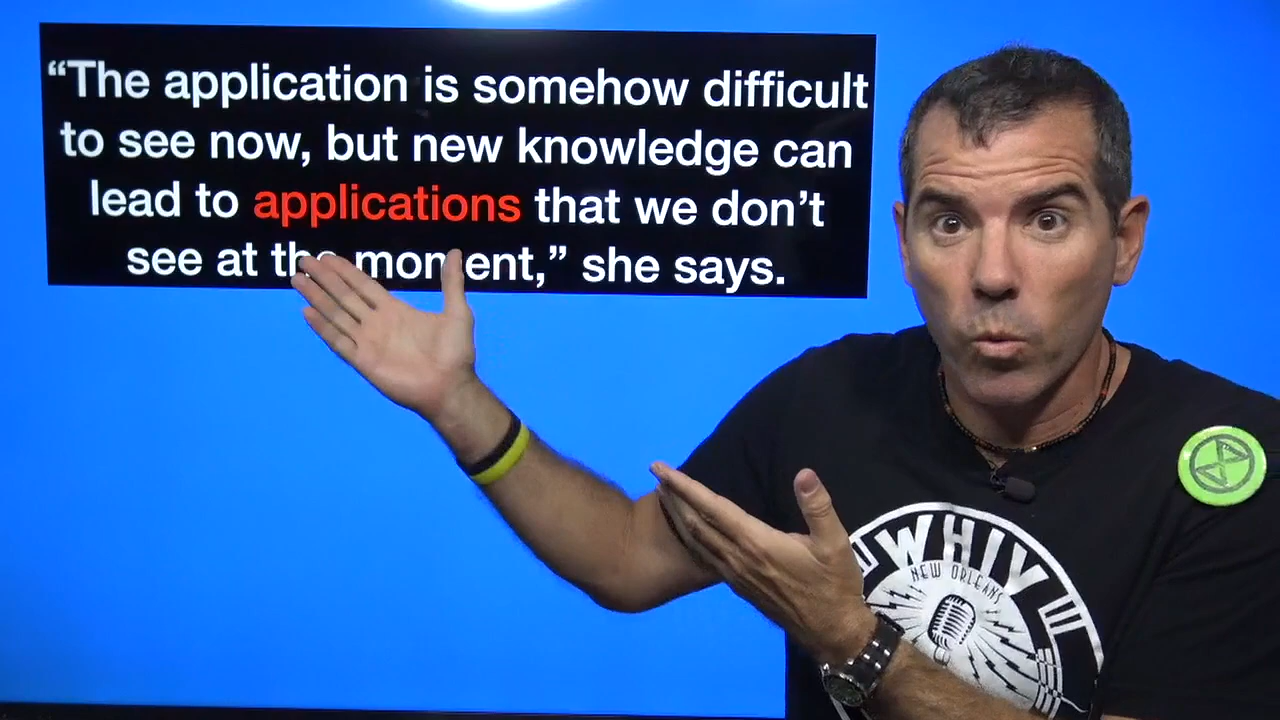 “The application is somehow difficult
to see now, but new knowledge can
lead to applications that we don’t
see at the moment,” she says.
WHIV
NEW ORLEANS